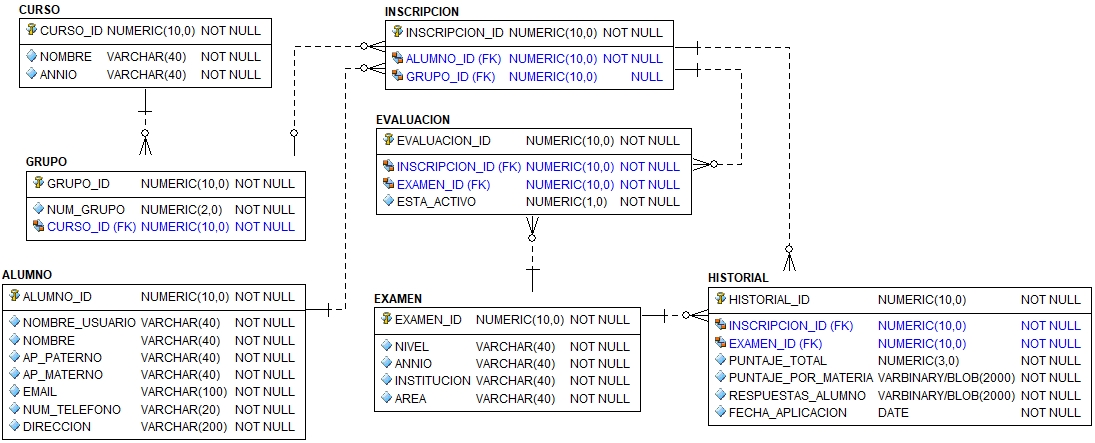 CURSO
CURSO_ID NUMERIC(10,0) NOT NULL
NOMBRE VARCHAR(40) NOT NULL
ANNIO VARCHAR(40) NOT NULL
INSCRIPCION
INSCRIPCION_ID NUMERIC(10,0) NOT NULL
ALUMNO_ID (FK) NUMERIC(10,0) NOT NULL
GRUPO_ID (FK) NUMERIC(10,0) NULL
EVALUACION
EVALUACION_ID NUMERIC(10,0) NOT NULL
INSCRIPCION_ID (FK) NUMERIC(10,0) NOT NULL
EXAMEN_ID (FK) NUMERIC(10,0) NOT NULL
ESTA_ACTIVO NUMERIC(1,0) NOT NULL
GRUPO
GRUPO_ID NUMERIC(10,0) NOT NULL
NUM_GRUPO NUMERIC(2,0) NOT NULL
CURSO_ID (FK) NUMERIC(10,0) NOT NULL
ALUMNO
ALUMNO_ID NUMERIC(10,0) NOT NULL
NOMBRE_USUARIO VARCHAR(40) NOT NULL
NOMBRE VARCHAR(40) NOT NULL
AP_PATERNO VARCHAR(40) NOT NULL
AP_MATERNO VARCHAR(40) NOT NULL
EMAIL VARCHAR(100) NOT NULL
NUM_TELEFONO VARCHAR(20) NOT NULL
DIRECCION VARCHAR(200) NOT NULL
EXAMEN
EXAMEN_ID NUMERIC(10,0) NOT NULL
NIVEL VARCHAR(40) NOT NULL
ANNIO VARCHAR(40) NOT NULL
INSTITUCION VARCHAR(40) NOT NULL
AREA VARCHAR(40) NOT NULL
HISTORIAL
HISTORIAL_ID NUMERIC(10,0) NOT NULL
INSCRIPCION_ID (FK) NUMERIC(10,0) NOT NULL
EXAMEN_ID (FK) NUMERIC(10,0) NOT NULL
PUNTAJE_TOTAL NUMERIC(3,0) NOT NULL
PUNTAJE_POR_MATERIA VARBINARY/BLOB(2000) NOT NULL
RESPUESTAS_ALUMNO VARBINARY/BLOB(2000) NOT NULL
FECHA_APLICACION DATE NOT NULL